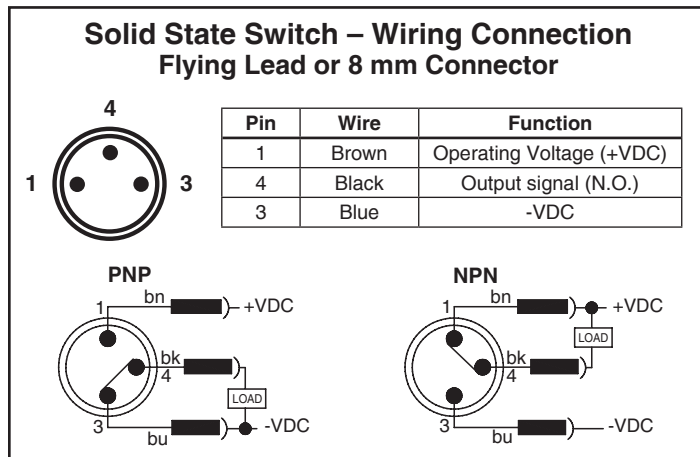 Solid State Switch – Wiring Connection
Flying Lead or 8 mm Connector
4
1
3
Pin Wire Function
1 Brown Operating Voltage (+VDC)
4 Black Output signal (N.O.)
3 Blue -VDC
PNP
1
bn
+VDC
bk
4
LOAD
3
bu
-VDC
NPN
1
bn
+VDC
LOAD
bk
4
3
bu
-VDC